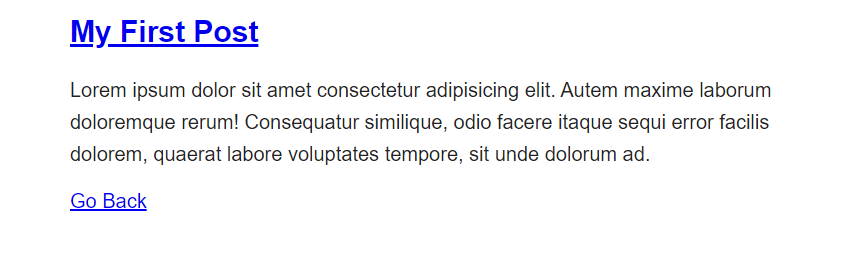 My First Post
Lorem ipsum dolor sit amet consectetur adipisicing elit. Autem maxime laborum
doloremque rerum! Consequatur similique, odio facere itaque sequi error facilis
dolorem, quaerat labore voluptates tempore, sit unde dolorum ad.
Go Back